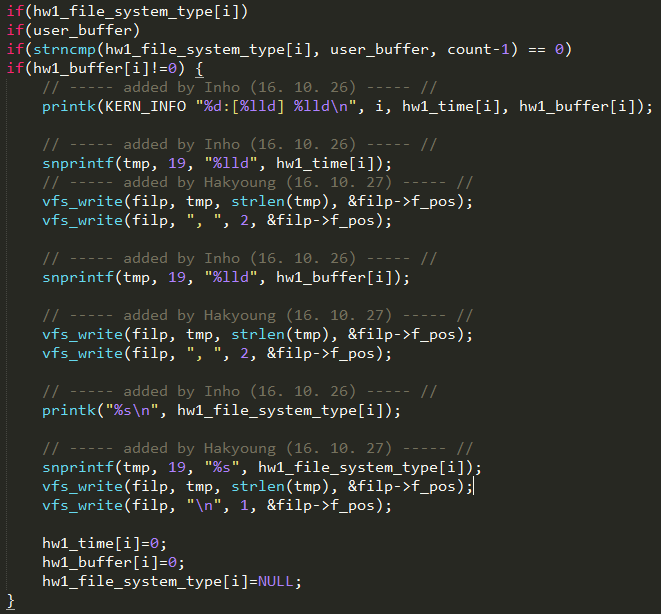 if(hw1_file_system_type[i])
if(user_buffer)
if(strncmp(hw1_file_system_type[i], user_buffer, count-1) == 0)
if(hw1_buffer[i]!=0) {
    // ----- added by Inho (16. 10. 26) ----- //
    printk(KERN_INFO "%d:[%lld] %lld\n", i, hw1_time[i], hw1_buffer[i]);

    // ----- added by Inho (16. 10. 26) ----- //
    snprintf(tmp, 19, "%lld", hw1_time[i]);
    // ----- added by Hakyoung (16. 10. 27) ----- //
    vfs_write(filp, tmp, strlen(tmp), &filp->f_pos);
    vfs_write(filp, ", ", 2, &filp->f_pos);

    // ----- added by Inho (16. 10. 26) ----- //
    snprintf(tmp, 19, "%lld", hw1_buffer[i]);

    // ----- added by Hakyoung (16. 10. 27) ----- //
    vfs_write(filp, tmp, strlen(tmp), &filp->f_pos);
    vfs_write(filp, ", ", 2, &filp->f_pos);

    // ----- added by Inho (16. 10. 26) ----- //
    printk("%s\n", hw1_file_system_type[i]);

    // ----- added by Hakyoung (16. 10. 27) ----- //
    snprintf(tmp, 19, "%s", hw1_file_system_type[i]);
    vfs_write(filp, tmp, strlen(tmp), &filp->f_pos);
    vfs_write(filp, "\n", 1, &filp->f_pos);

    hw1_time[i]=0;
    hw1_buffer[i]=0;
    hw1_file_system_type[i]=NULL;
}